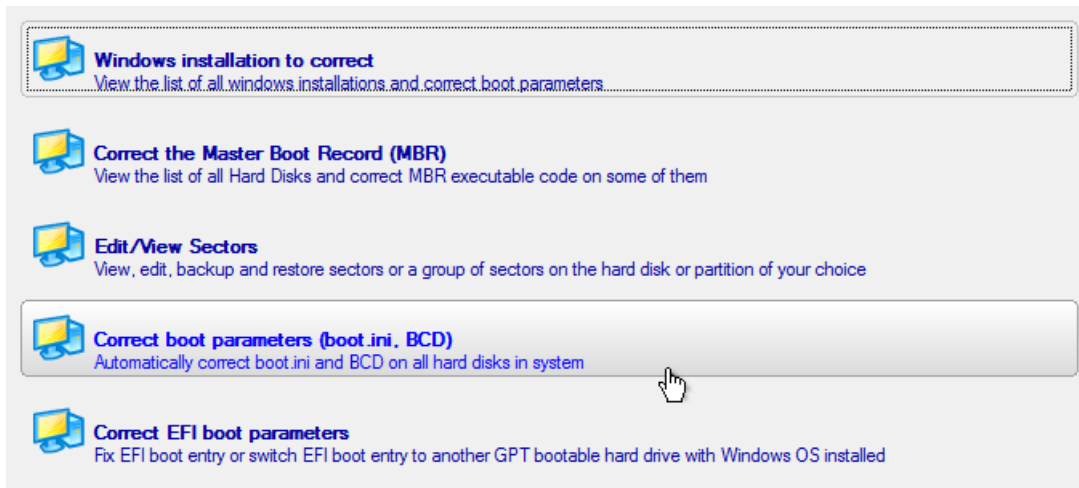 Windows installation to correct
View the list of all windows installations and correct boot parameters
Correct the Master Boot Record (MBR)
View the list of all Hard Disks and correct MBR executable code on some of them
Edit/View Sectors
View, edit, backup and restore sectors or a group of sectors on the hard disk or partition of your choice
Correct boot parameters (boot.ini, BCD)
Automatically correct boot.ini and BCD on all hard disks in system
Correct EFI boot parameters
Fix EFI boot entry or switch EFI boot entry to another GPT bootable hard drive with Windows OS installed